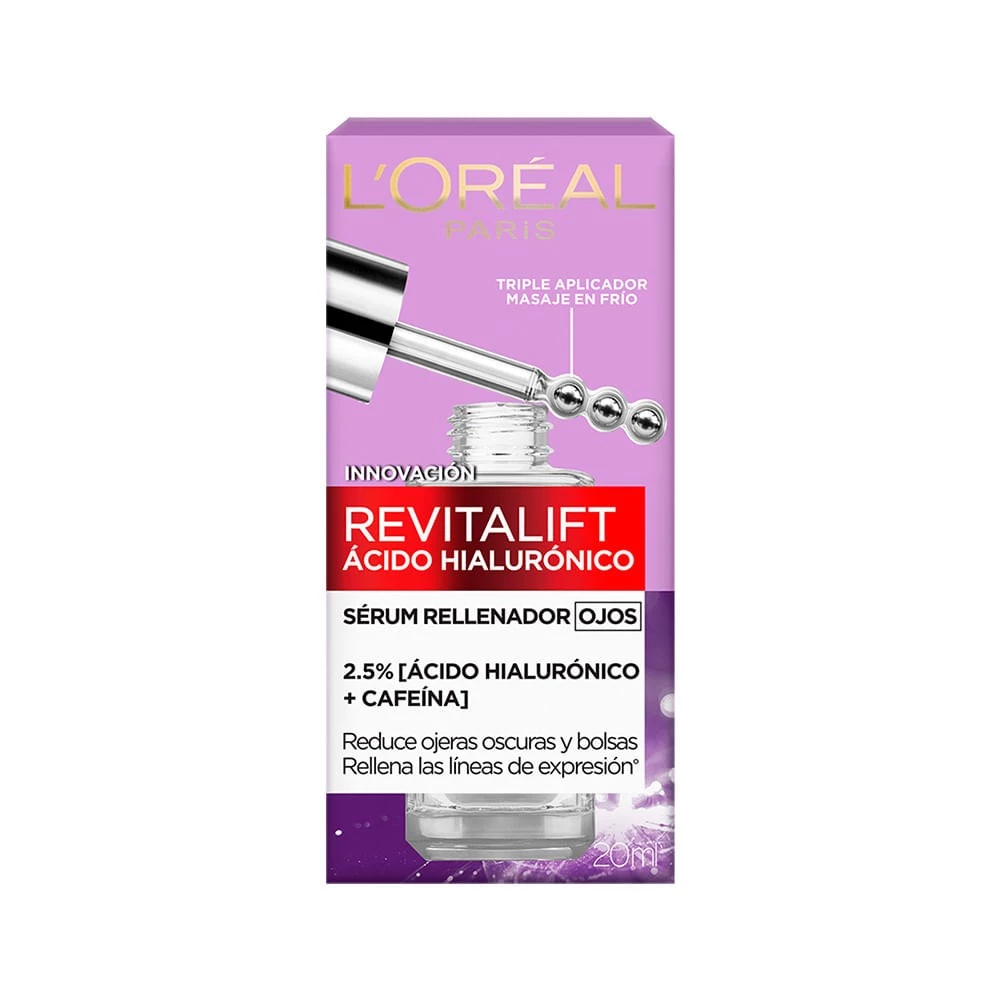 L'ORÉAL
PARiS
TRIPLE APLICADOR
MASAJE EN FRÍO
INNOVACIÓN
REVITALIFT
ÁCIDO HIALURÓNICO
SÉRUM RELLENADOR OJOS
2.5% [ÁCIDO HIALURÓNICO
+ CAFEÍNA]
Reduce ojeras oscuras y bolsas
Rellena las líneas de expresión°
20ml